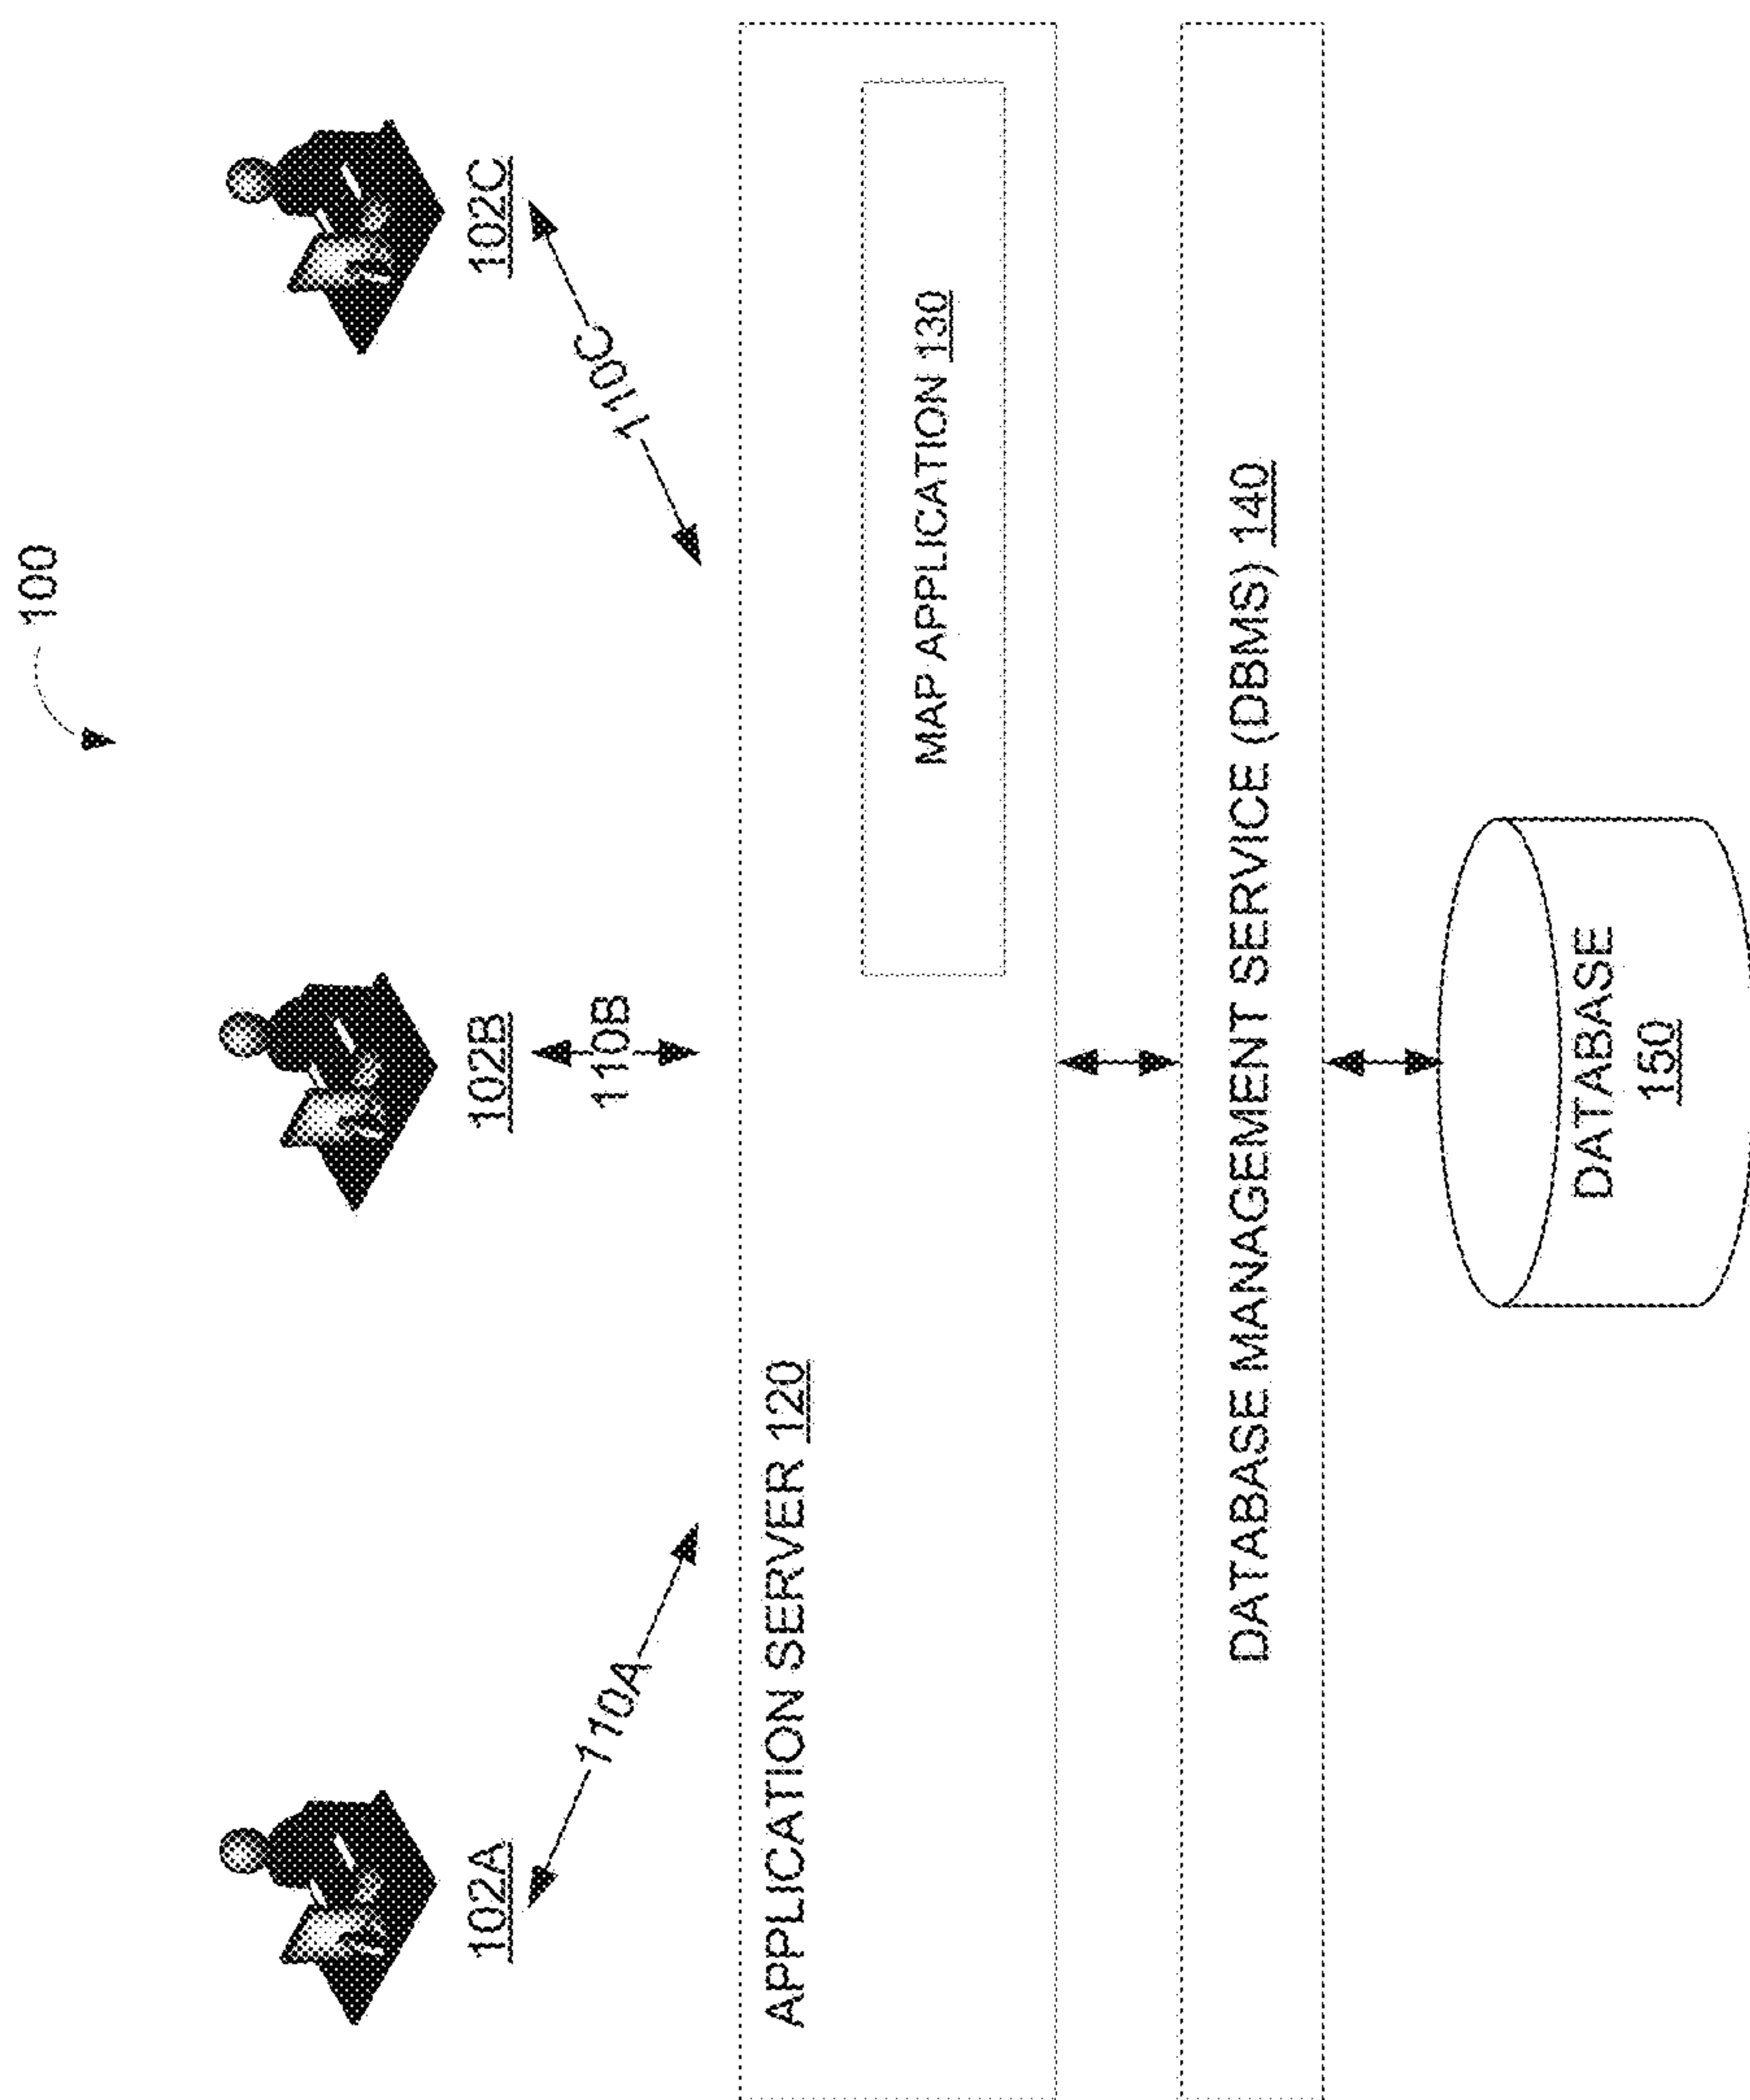 100
102A
102B
102C
110A
110B
110C
APPLICATION SERVER 120
MAP APPLICATION 130
DATABASE MANAGEMENT SERVICE (DBMS) 140
DATABASE
150